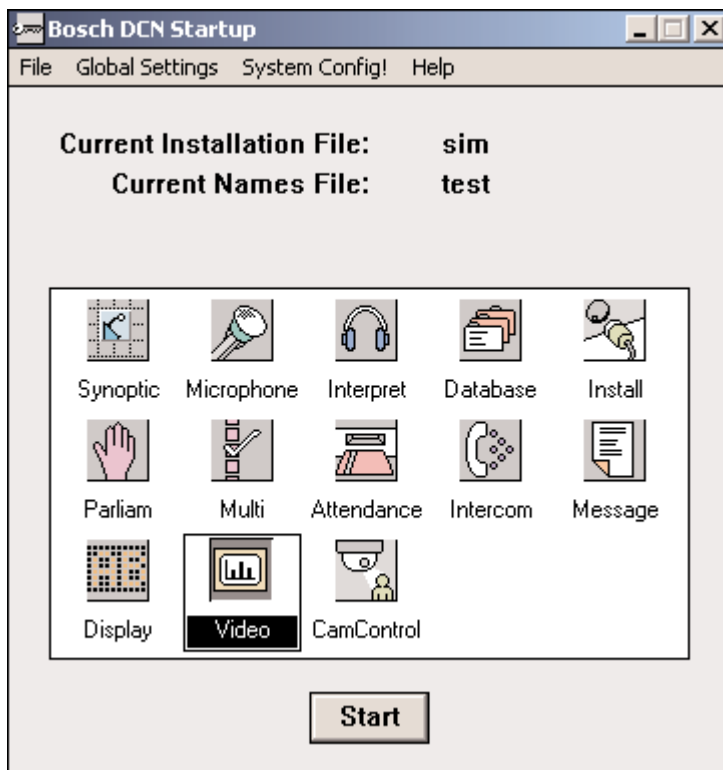 Bosch DCN Startup
File Global Settings System Config! Help
Current Installation File: sim
Current Names File: test
Synoptic Microphone Interpret Database Install
Parliam Multi Attendance Intercom Message
Display Video CamControl
Start